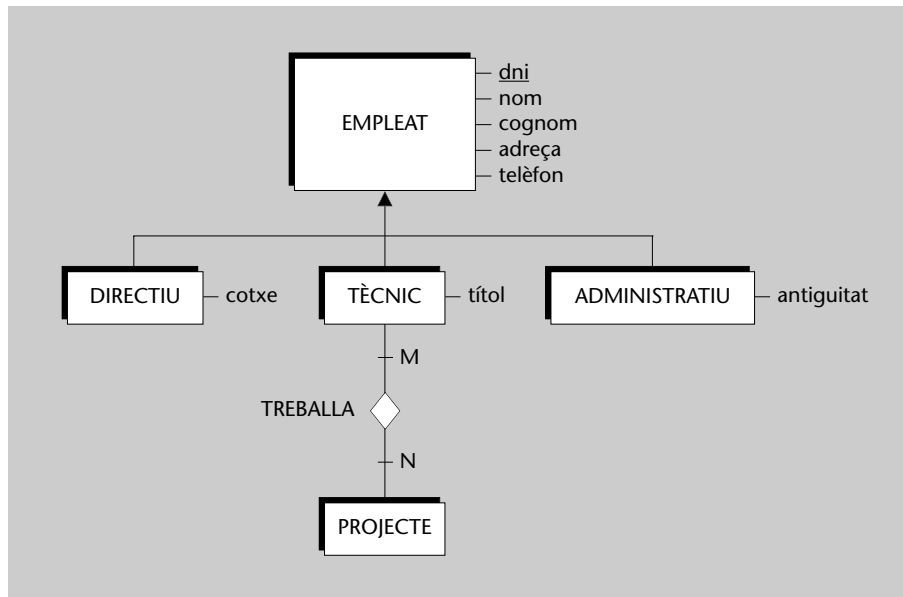 dni
nom
EMPLEAT
cognom
adreça
telèfon
DIRECTIU
cotxe
TÈCNIC
títol
ADMINISTRATIU
antiguitat
M
TREBALLA
N
PROJECTE